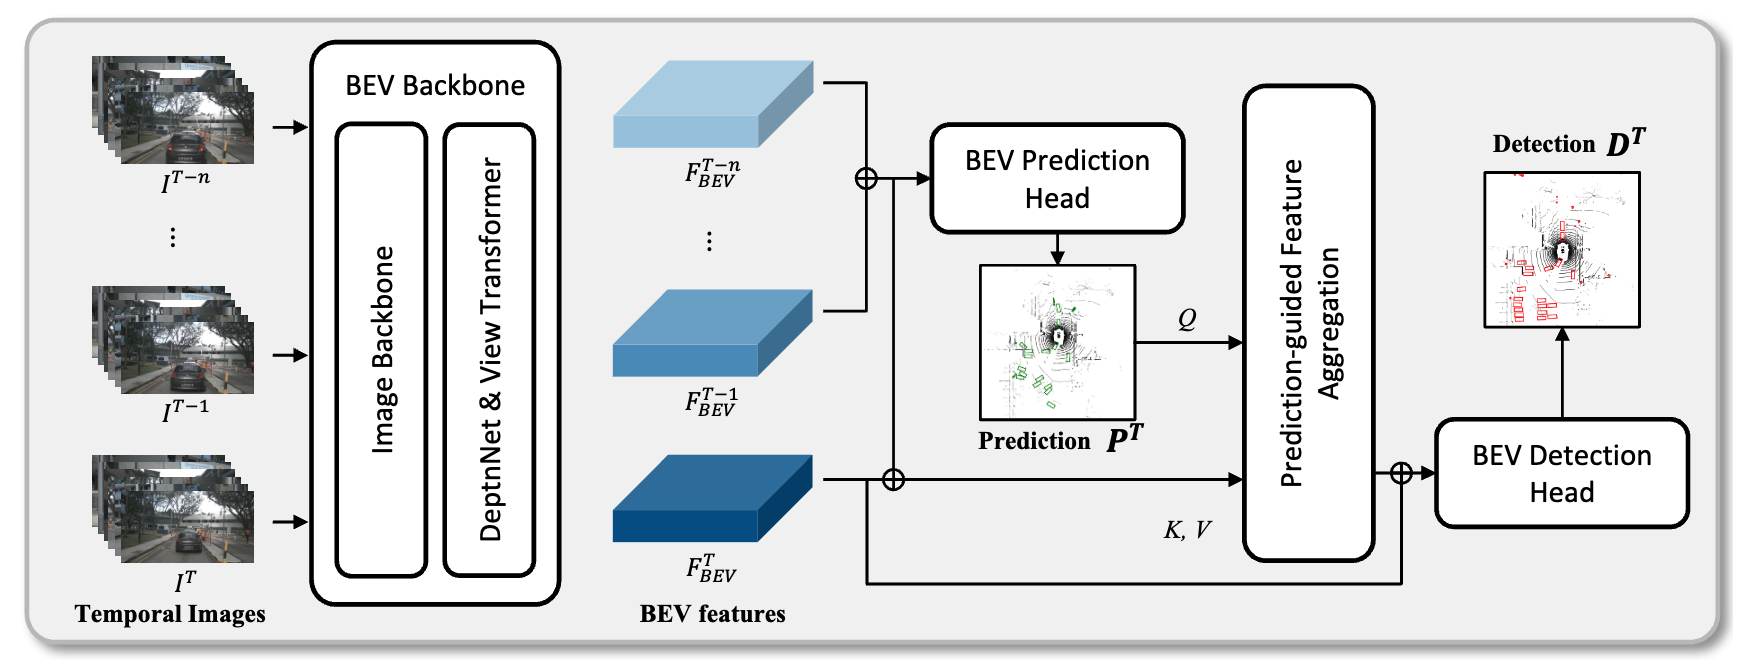 I^{T-n}
⋮
I^{T-1}
I^{T}
Temporal Images
BEV Backbone
Image Backbone
DeptnNet & View Transformer
F_{BEV}^{T-n}
⋮
F_{BEV}^{T-1}
F_{BEV}^{T}
BEV features
BEV Prediction
Head
Prediction P^{T}
Q
K, V
Prediction-guided Feature
Aggregation
Detection D^{T}
BEV Detection
Head